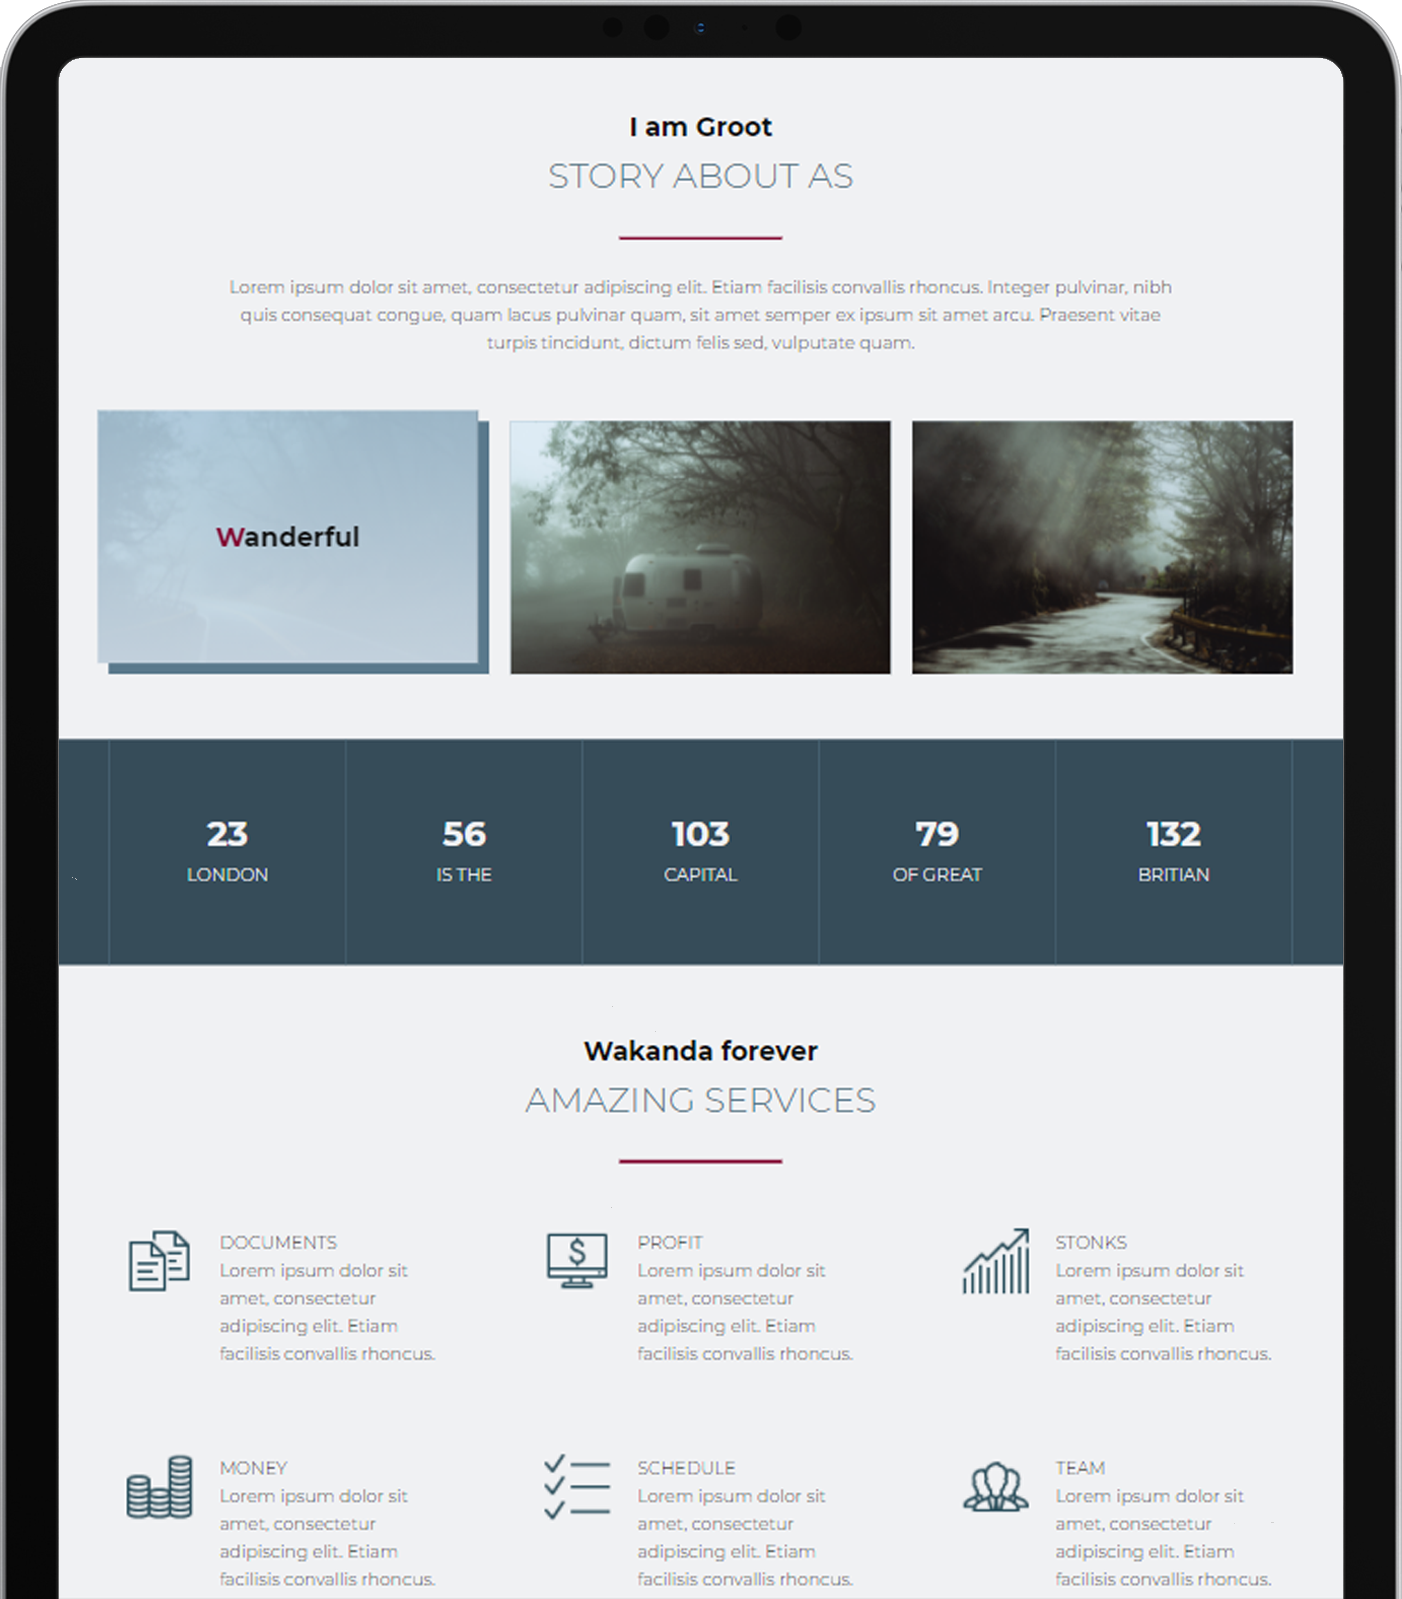 I am Groot
STORY ABOUT AS
Lorem ipsum dolor sit amet, consectetur adipiscing elit. Etiam facilisis convallis rhoncus. Integer pulvinar, nibh
quis consequat congue, quam lacus pulvinar quam, sit amet semper ex ipsum sit amet arcu. Praesent vitae
turpis tincidunt, dictum felis sed, vulputate quam.
Wanderful
23
LONDON
56
IS THE
103
CAPITAL
79
OF GREAT
132
BRITIAN
Wakanda forever
AMAZING SERVICES
DOCUMENTS
Lorem ipsum dolor sit
amet, consectetur
adipiscing elit. Etiam
facilisis convallis rhoncus.
PROFIT
Lorem ipsum dolor sit
amet, consectetur
adipiscing elit. Etiam
facilisis convallis rhoncus.
STONKS
Lorem ipsum dolor sit
amet, consectetur
adipiscing elit. Etiam
facilisis convallis rhoncus.
MONEY
Lorem ipsum dolor sit
amet, consectetur
adipiscing elit. Etiam
facilisis convallis rhoncus.
SCHEDULE
Lorem ipsum dolor sit
amet, consectetur
adipiscing elit. Etiam
facilisis convallis rhoncus.
TEAM
Lorem ipsum dolor sit
amet, consectetur
adipiscing elit. Etiam
facilisis convallis rhoncus.